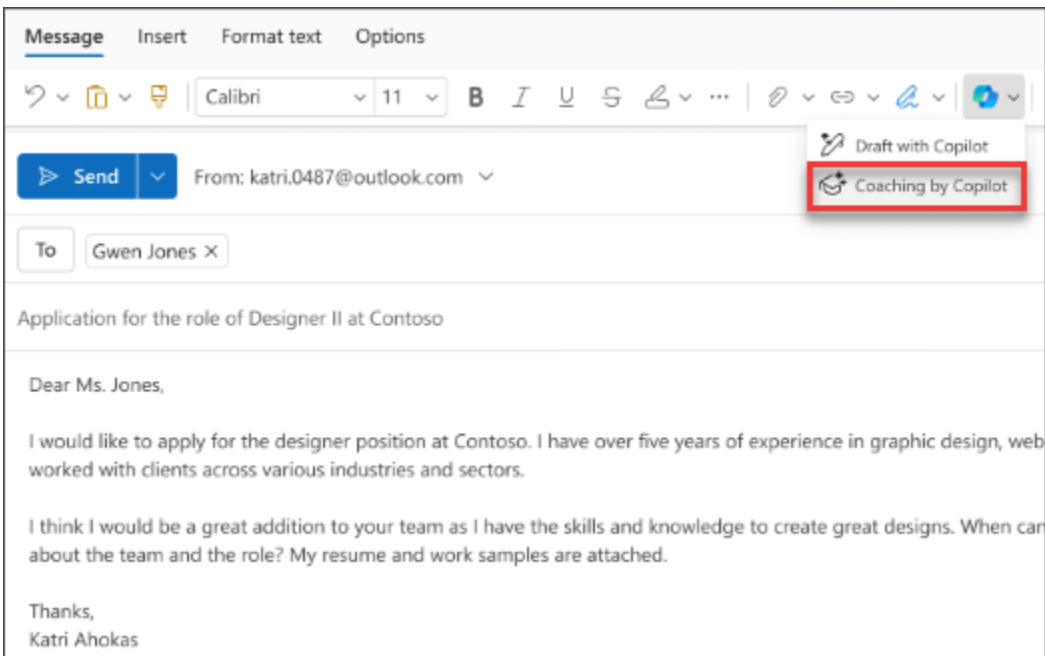 Message Insert Format text Options
Calibri 11 B I U S ...
Draft with Copilot
Send From: katri.0487@outlook.com
Coaching by Copilot
To Gwen Jones ×
Application for the role of Designer II at Contoso
Dear Ms. Jones,
I would like to apply for the designer position at Contoso. I have over five years of experience in graphic design, web
worked with clients across various industries and sectors.
I think I would be a great addition to your team as I have the skills and knowledge to create great designs. When can
about the team and the role? My resume and work samples are attached.
Thanks,
Katri Ahokas